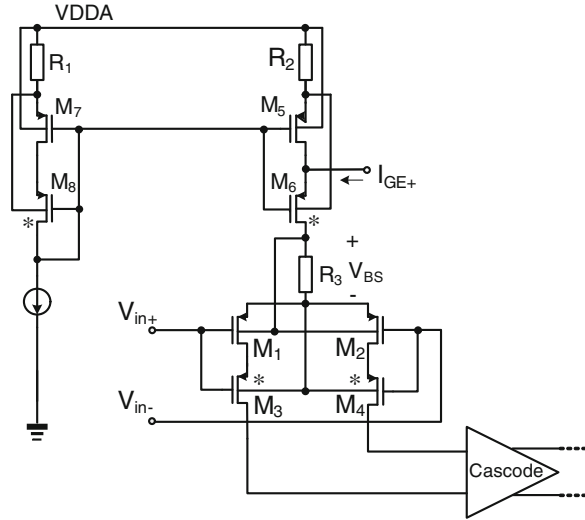 VDDA
R1
R2
M7
M5
M8
M6
IGE+
*
*
+
R3
VBS
-
Vin+
M1
M2
*
*
Vin-
M3
M4
Cascode